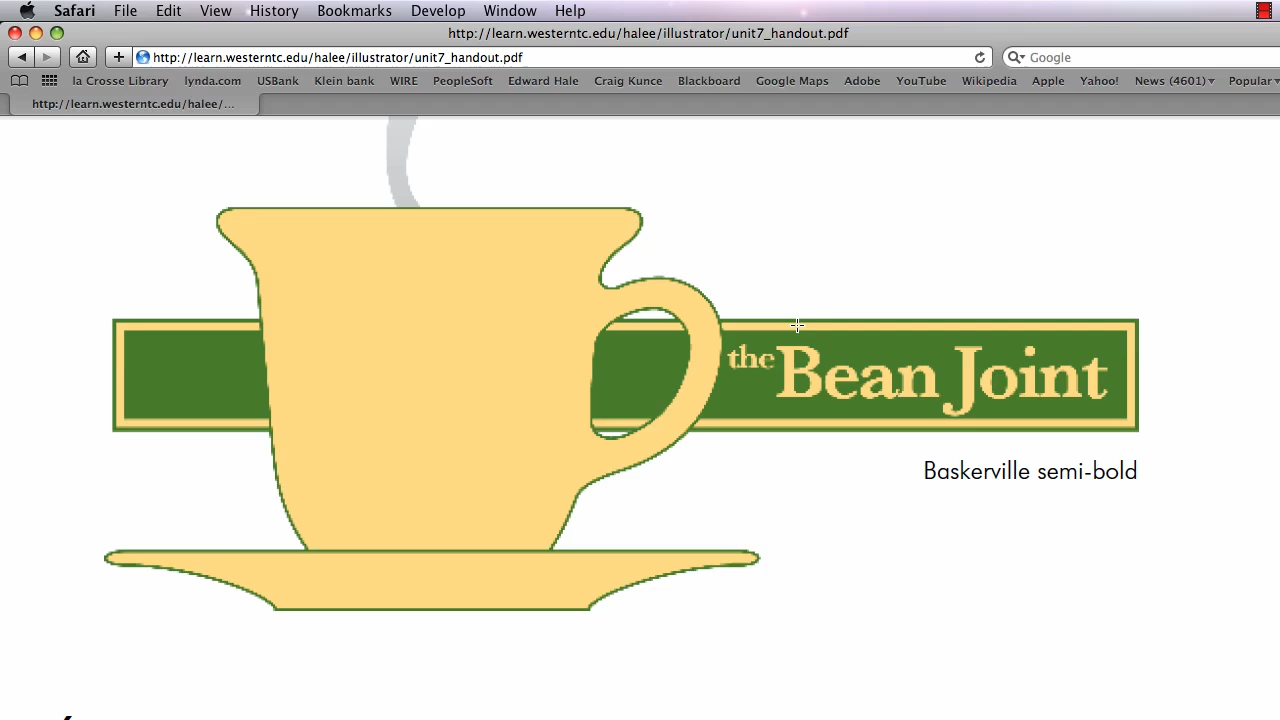 Safari File Edit View History Bookmarks Develop Window Help
http://learn.westerntc.edu/halee/illustrator/unit7_handout.pdf
http://learn.westerntc.edu/halee/illustrator/unit7_handout.pdf Google
la Crosse Library lynda.com USBank Klein bank WIRE PeopleSoft Edward Hale Craig Kunce Blackboard Google Maps Adobe YouTube Wikipedia Apple Yahoo! News (4601) Popular
http://learn.westerntc.edu/halee/...
the Bean Joint
Baskerville semi-bold